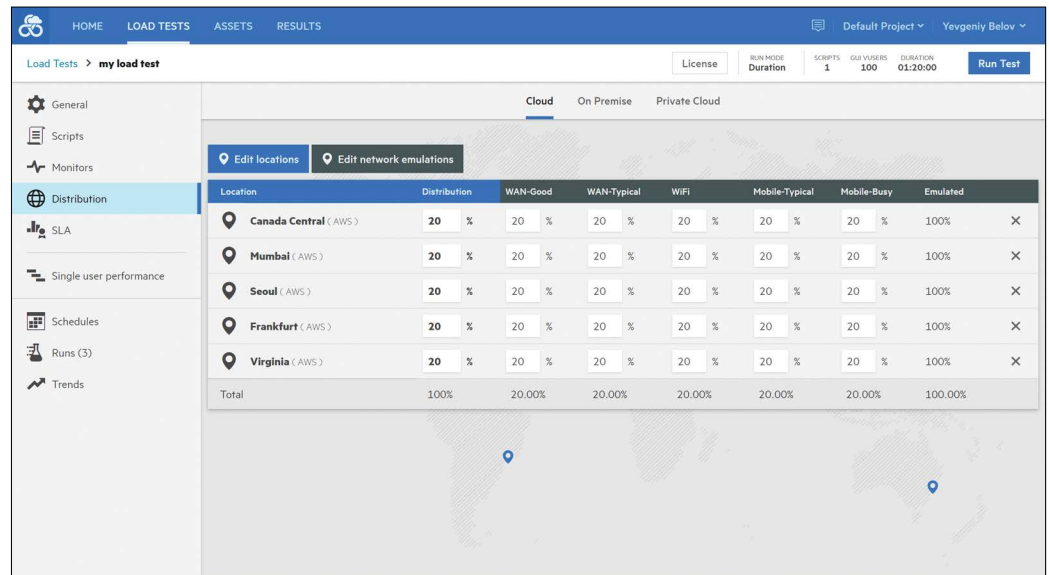 HOME LOAD TESTS ASSETS RESULTS Default Project Yevgeniy Belov
Load Tests > my load test License RUN MODE Duration SCRIPTS 1 GUI VUSERS 100 DURATION 01:20:00 Run Test
General
Scripts
Monitors
Distribution
SLA
Single user performance
Schedules
Runs (3)
Trends
Cloud On Premise Private Cloud
Edit locations Edit network emulations
Location Distribution WAN-Good WAN-Typical WiFi Mobile-Typical Mobile-Busy Emulated
Canada Central ( AWS ) 20 % 20 % 20 % 20 % 20 % 20 % 100%
Mumbai ( AWS ) 20 % 20 % 20 % 20 % 20 % 20 % 100%
Seoul ( AWS ) 20 % 20 % 20 % 20 % 20 % 20 % 100%
Frankfurt ( AWS ) 20 % 20 % 20 % 20 % 20 % 20 % 100%
Virginia ( AWS ) 20 % 20 % 20 % 20 % 20 % 20 % 100%
Total 100% 20.00% 20.00% 20.00% 20.00% 20.00% 100.00%